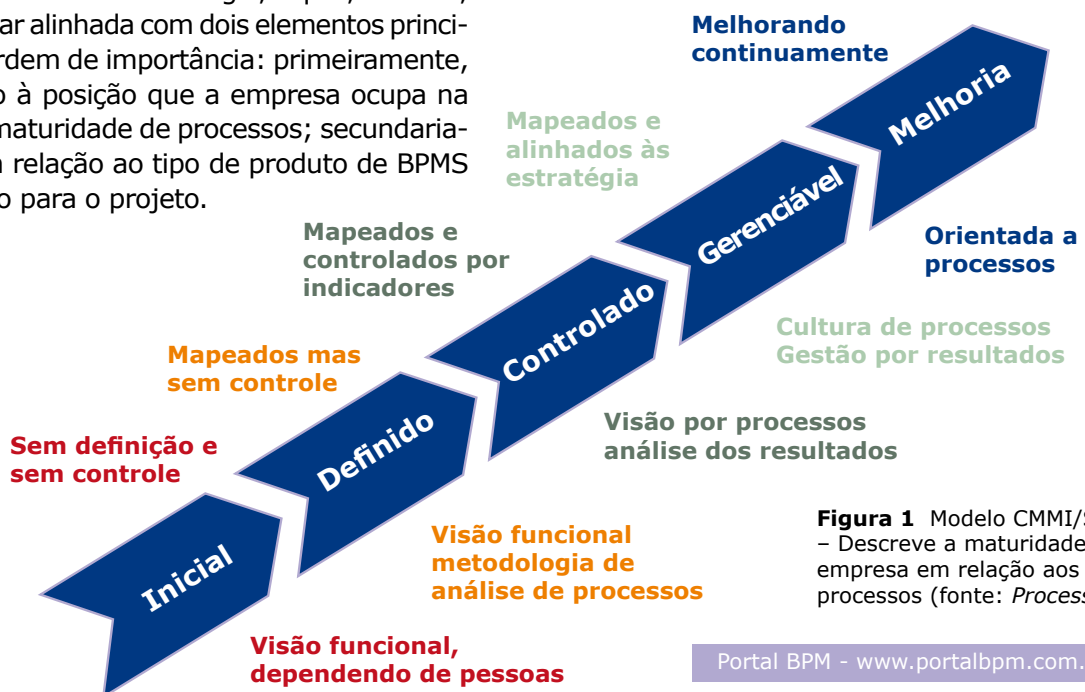 ar alinhada com dois elementos princi-
rdem de importância: primeiramente,
o à posição que a empresa ocupa na
maturidade de processos; secundaria-
relação ao tipo de produto de BPMS
o para o projeto.
Melhorando
continuamente
Melhoria
Orientada a
processos
Mapeados e
alinhados às
estratégia
Gerenciável
Cultura de processos
Gestão por resultados
Mapeados e
controlados por
indicadores
Controlado
Visão por processos
análise dos resultados
Mapeados mas
sem controle
Definido
Visão funcional
metodologia de
análise de processos
Sem definição e
sem controle
Inicial
Visão funcional,
dependendo de pessoas
Figura 1 Modelo CMMI/S
– Descreve a maturidade
empresa em relação aos
processos (fonte: Process
Portal BPM - www.portalbpm.com.